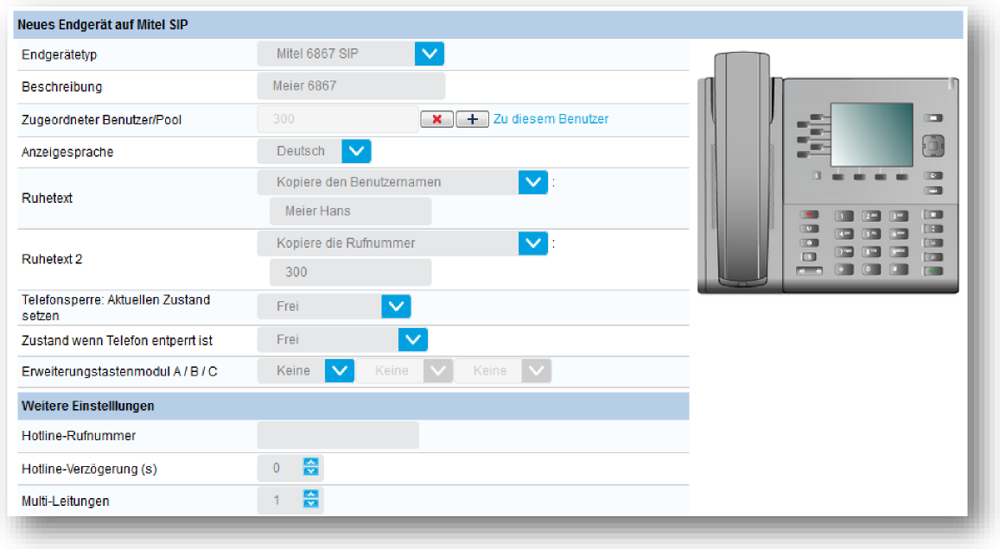 Neues Endgerät auf Mitel SIP
Endgerätetyp Mitel 6867 SIP
Beschreibung Meier 6867
Zugeordneter Benutzer/Pool 300 Zu diesem Benutzer
Anzeigesprache Deutsch
Ruhetext Kopiere den Benutzernamen :
Meier Hans
Ruhetext 2 Kopiere die Rufnummer :
300
Telefonsperre: Aktuellen Zustand
setzen Frei
Zustand wenn Telefon entperrt ist Frei
Erweiterungstastenmodul A / B / C Keine Keine Keine
Weitere Einstelllungen
Hotline-Rufnummer
Hotline-Verzögerung (s) 0
Multi-Leitungen 1